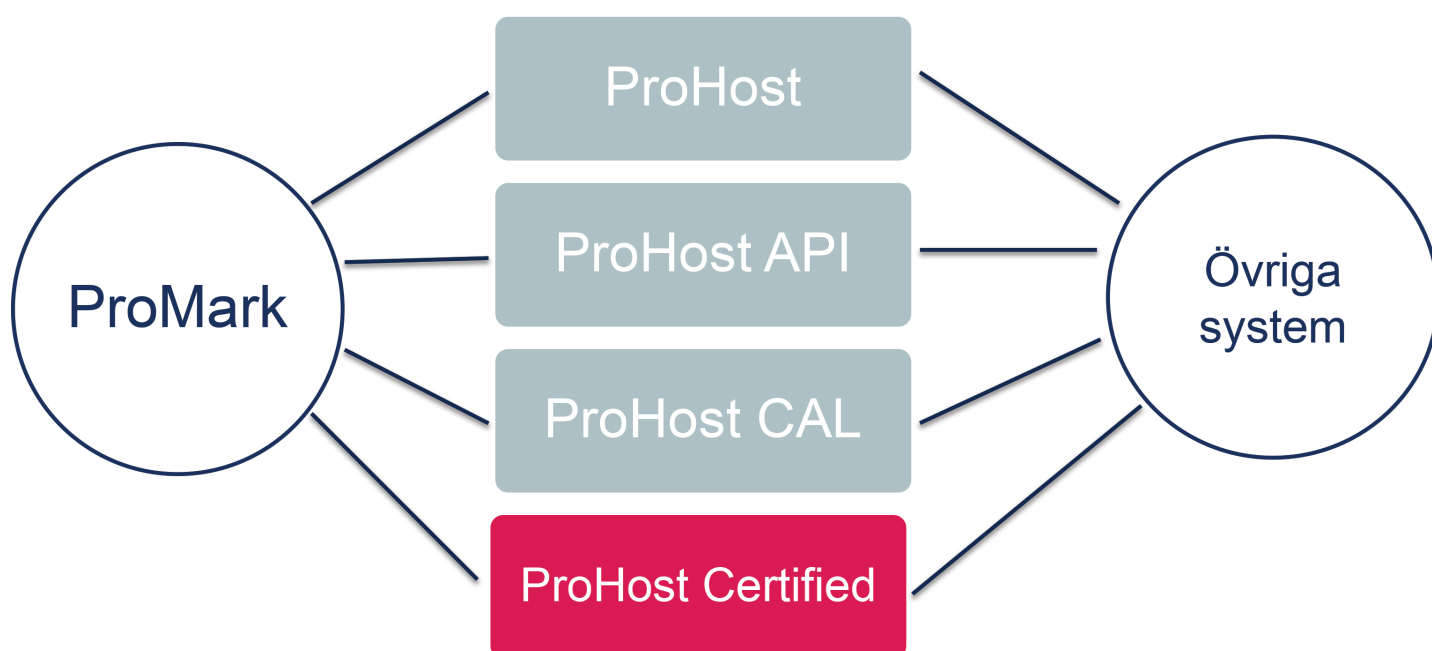 ProHost
ProHost API
ProMark
Övriga
system
ProHost CAL
ProHost Certified